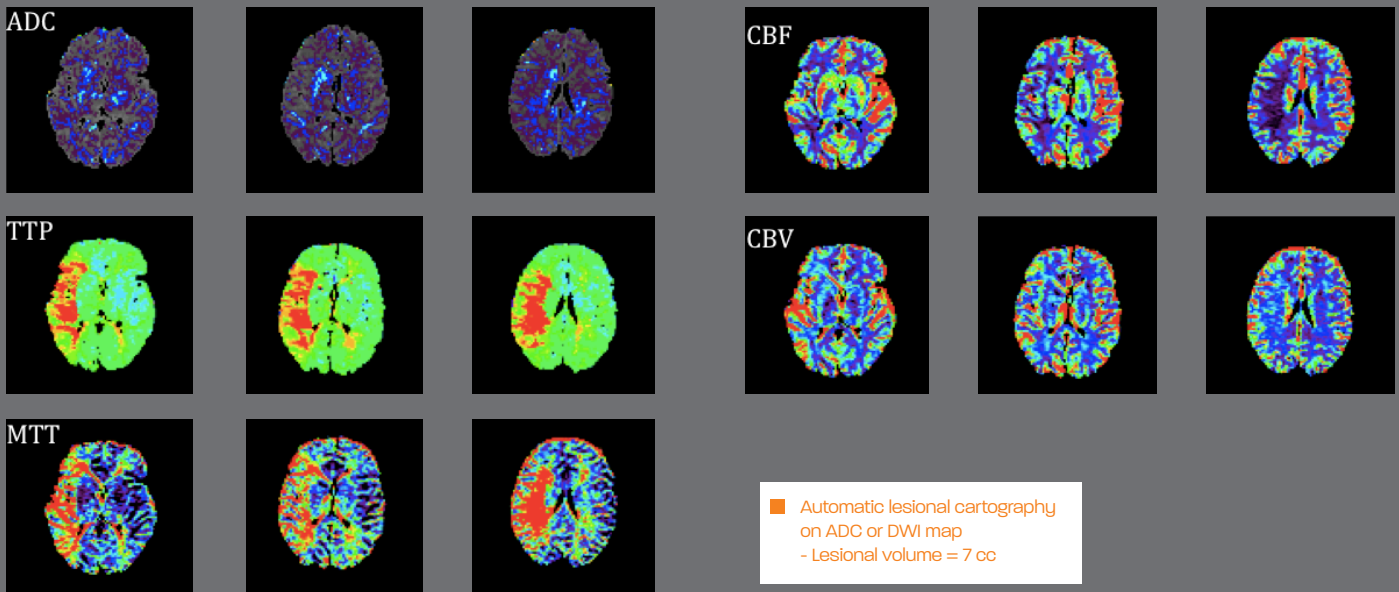 ADC
CBF
TTP
CBV
MTT
Automatic lesional cartography
on ADC or DWI map
- Lesional volume = 7 cc